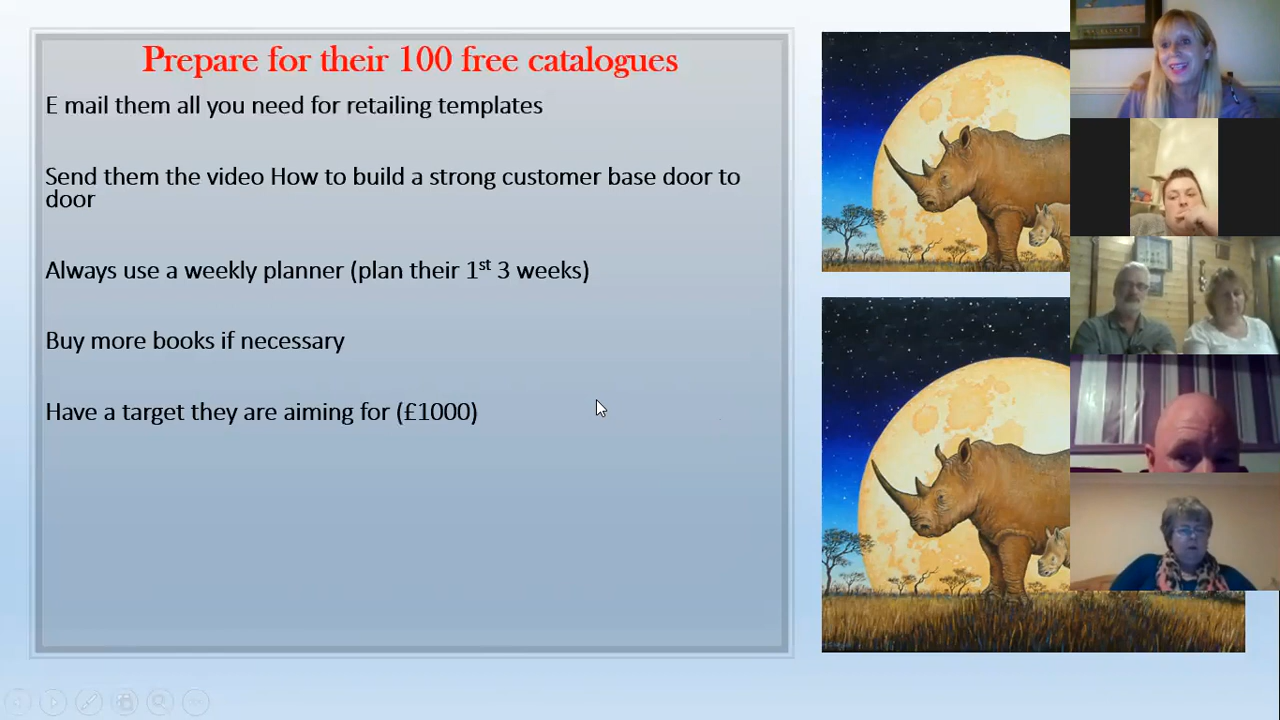 Prepare for their 100 free catalogues
E mail them all you need for retailing templates
Send them the video How to build a strong customer base door to
door
Always use a weekly planner (plan their 1st 3 weeks)
Buy more books if necessary
Have a target they are aiming for (£1000)